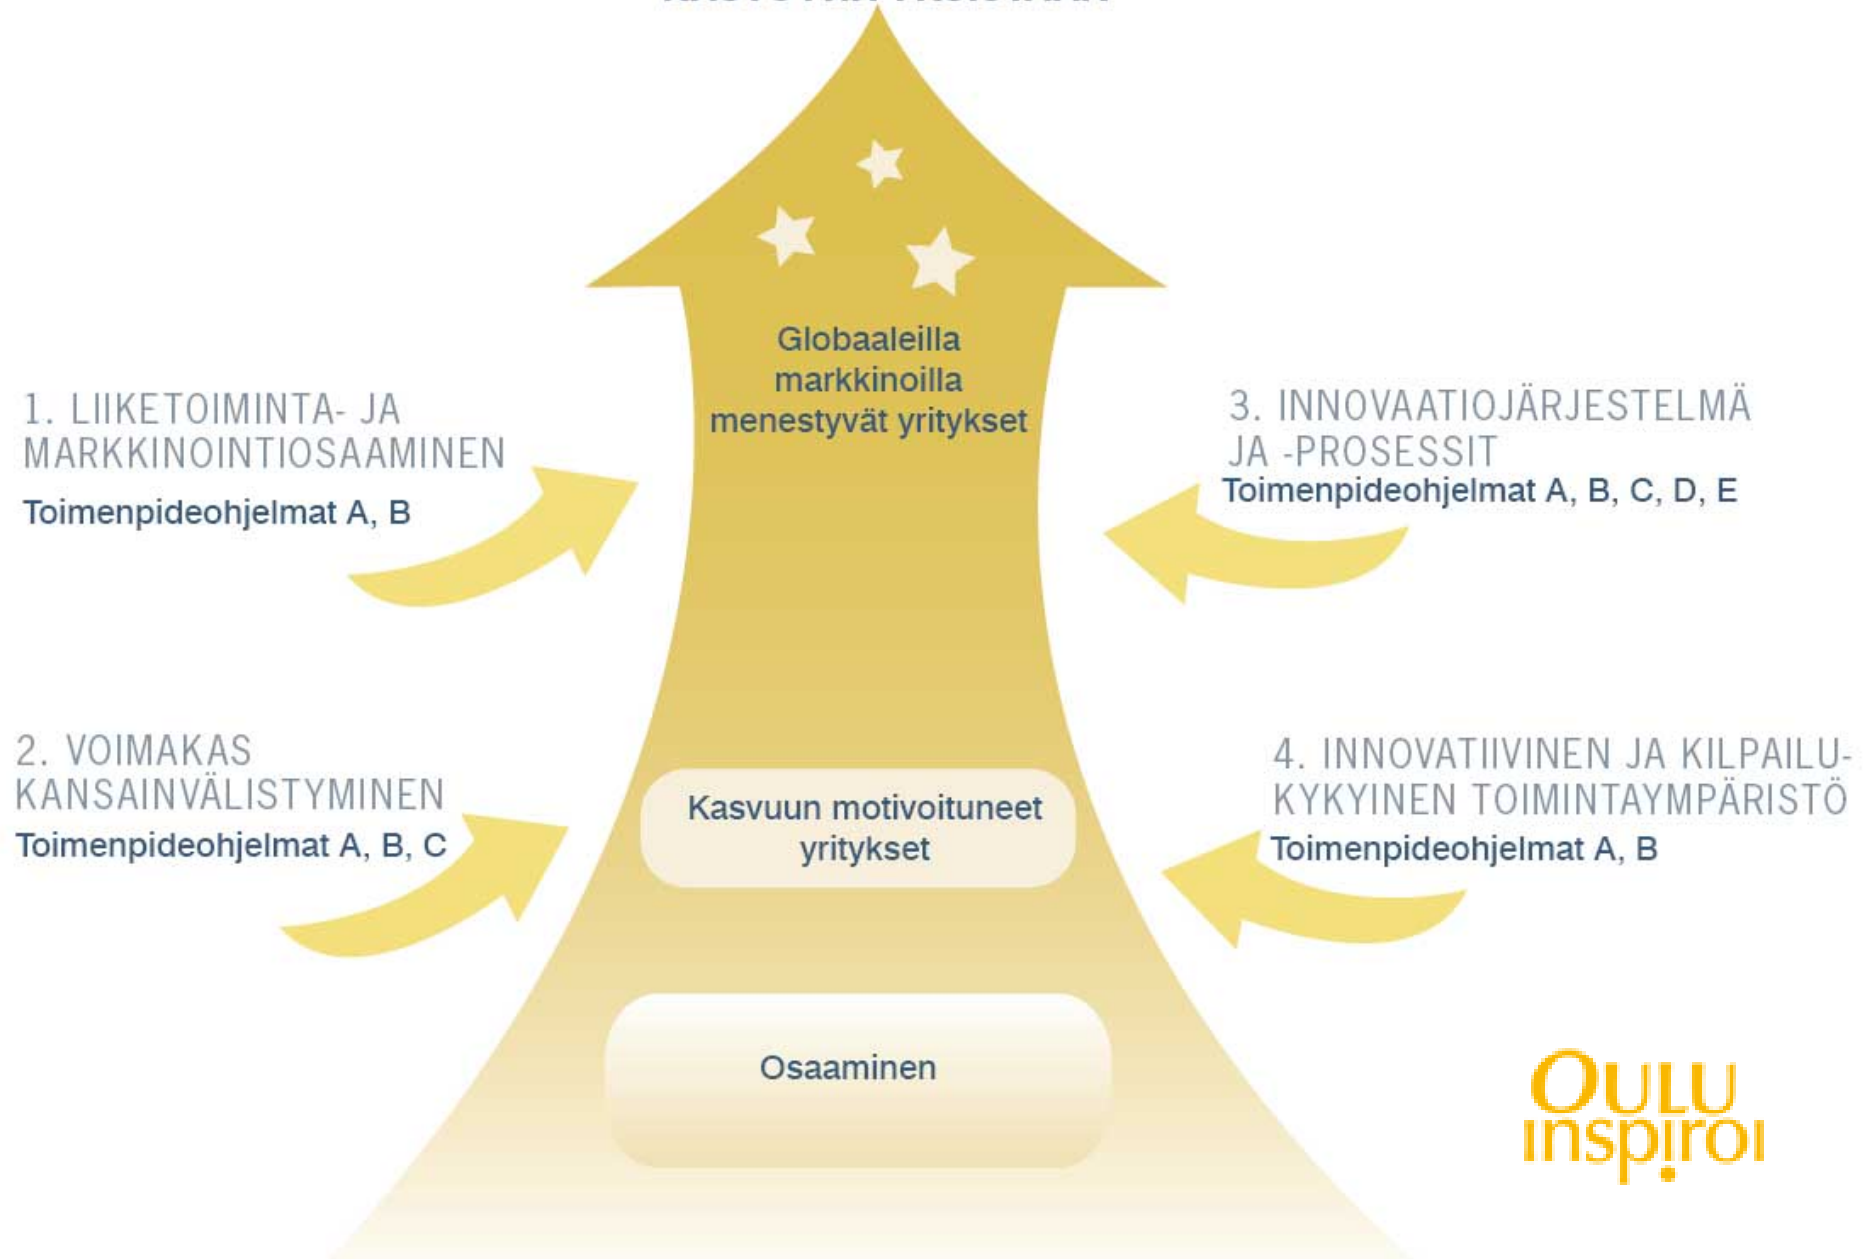 Globaaleilla
markkinoilla
menestyvät yritykset
1. LIIKETOIMINTA- JA
MARKKINOINTIOSAAMINEN
Toimenpideohjelmat A, B
3. INNOVAATIOJÄRJESTELMÄ
JA -PROSESSIT
Toimenpideohjelmat A, B, C, D, E
2. VOIMAKAS
KANSAINVÄLISTYMINEN
Toimenpideohjelmat A, B, C
4. INNOVATIIVINEN JA KILPAILU-
KYKYINEN TOIMINTAYMPÄRISTÖ
Toimenpideohjelmat A, B
Kasvuun motivoituneet
yritykset
Osaaminen
OULU
inspiroi